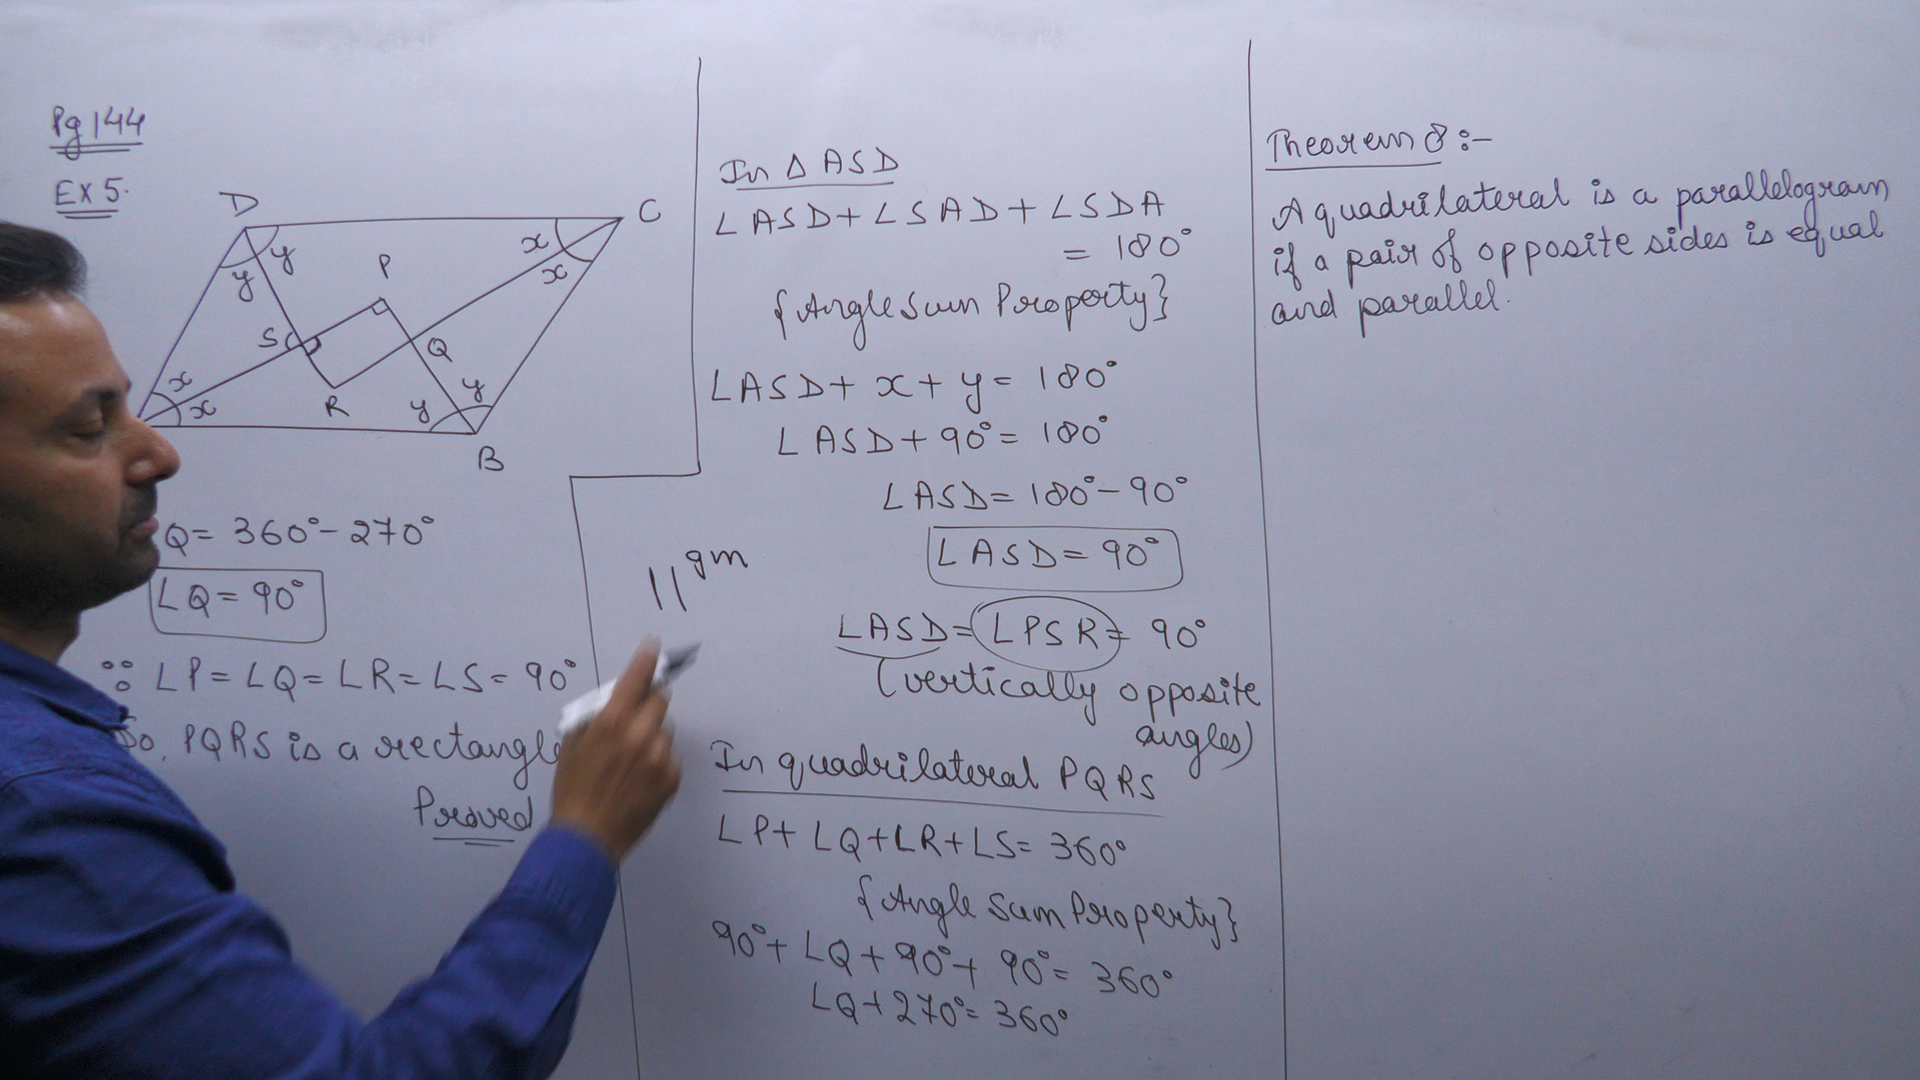 Pg 144
Ex 5.
D
C
y
y
x
x
P
S
Q
R
x
x
y
y
B
Q = 360° - 270°
∠Q = 90°
∴ ∠P = ∠Q = ∠R = ∠S = 90°
So, PQRS is a rectangle
Proved
In Δ ASD
∠ASD + ∠SAD + ∠SDA
= 180°
{Angle Sum Property}
∠ASD + x + y = 180°
∠ASD + 90° = 180°
∠ASD = 180° - 90°
∠ASD = 90°
||gm
∠ASD = ∠PSR = 90°
(vertically opposite
angles)
In quadrilateral PQRS
∠P + ∠Q + ∠R + ∠S = 360°
{Angle Sum Property}
90° + ∠Q + 90° + 90° = 360°
∠Q + 270° = 360°
Theorem 8 :-
A quadrilateral is a parallelogram
if a pair of opposite sides is equal
and parallel.